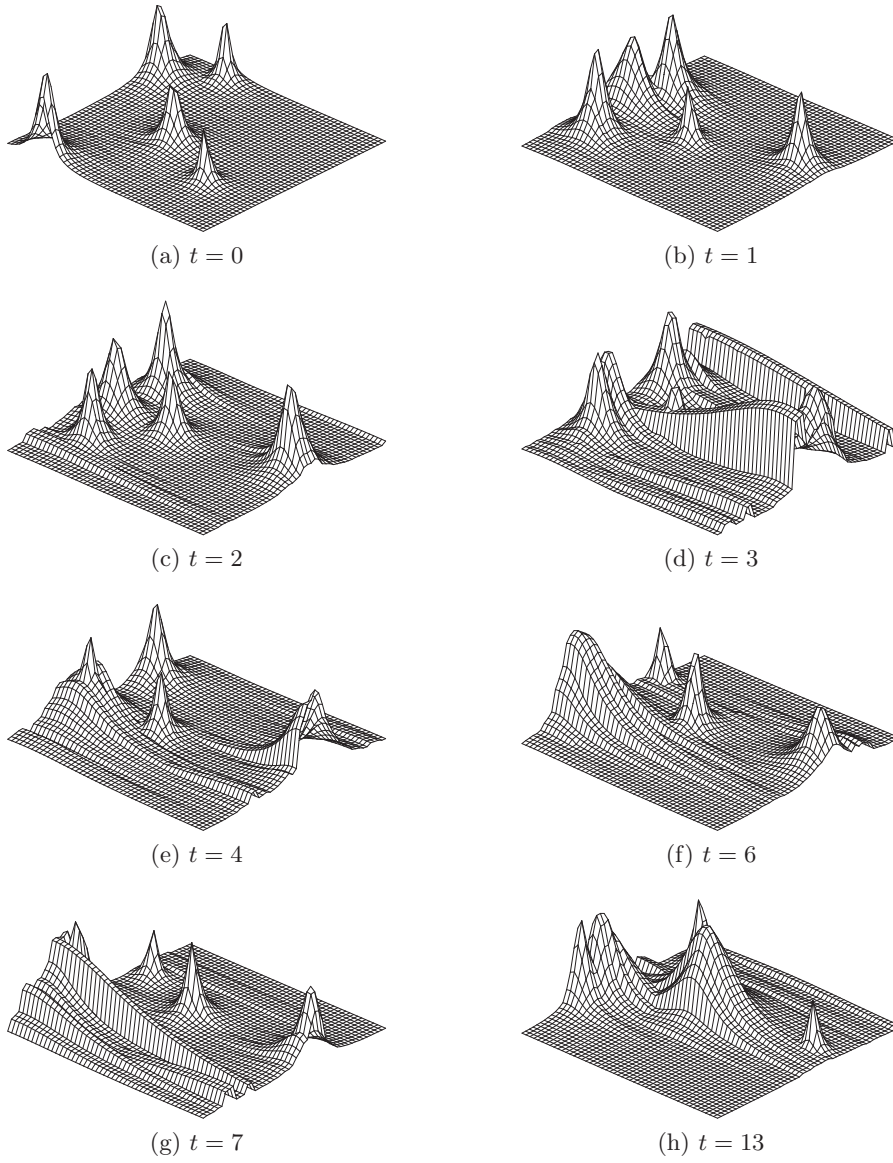 (a) t = 0
(b) t = 1
(c) t = 2
(d) t = 3
(e) t = 4
(f) t = 6
(g) t = 7
(h) t = 13